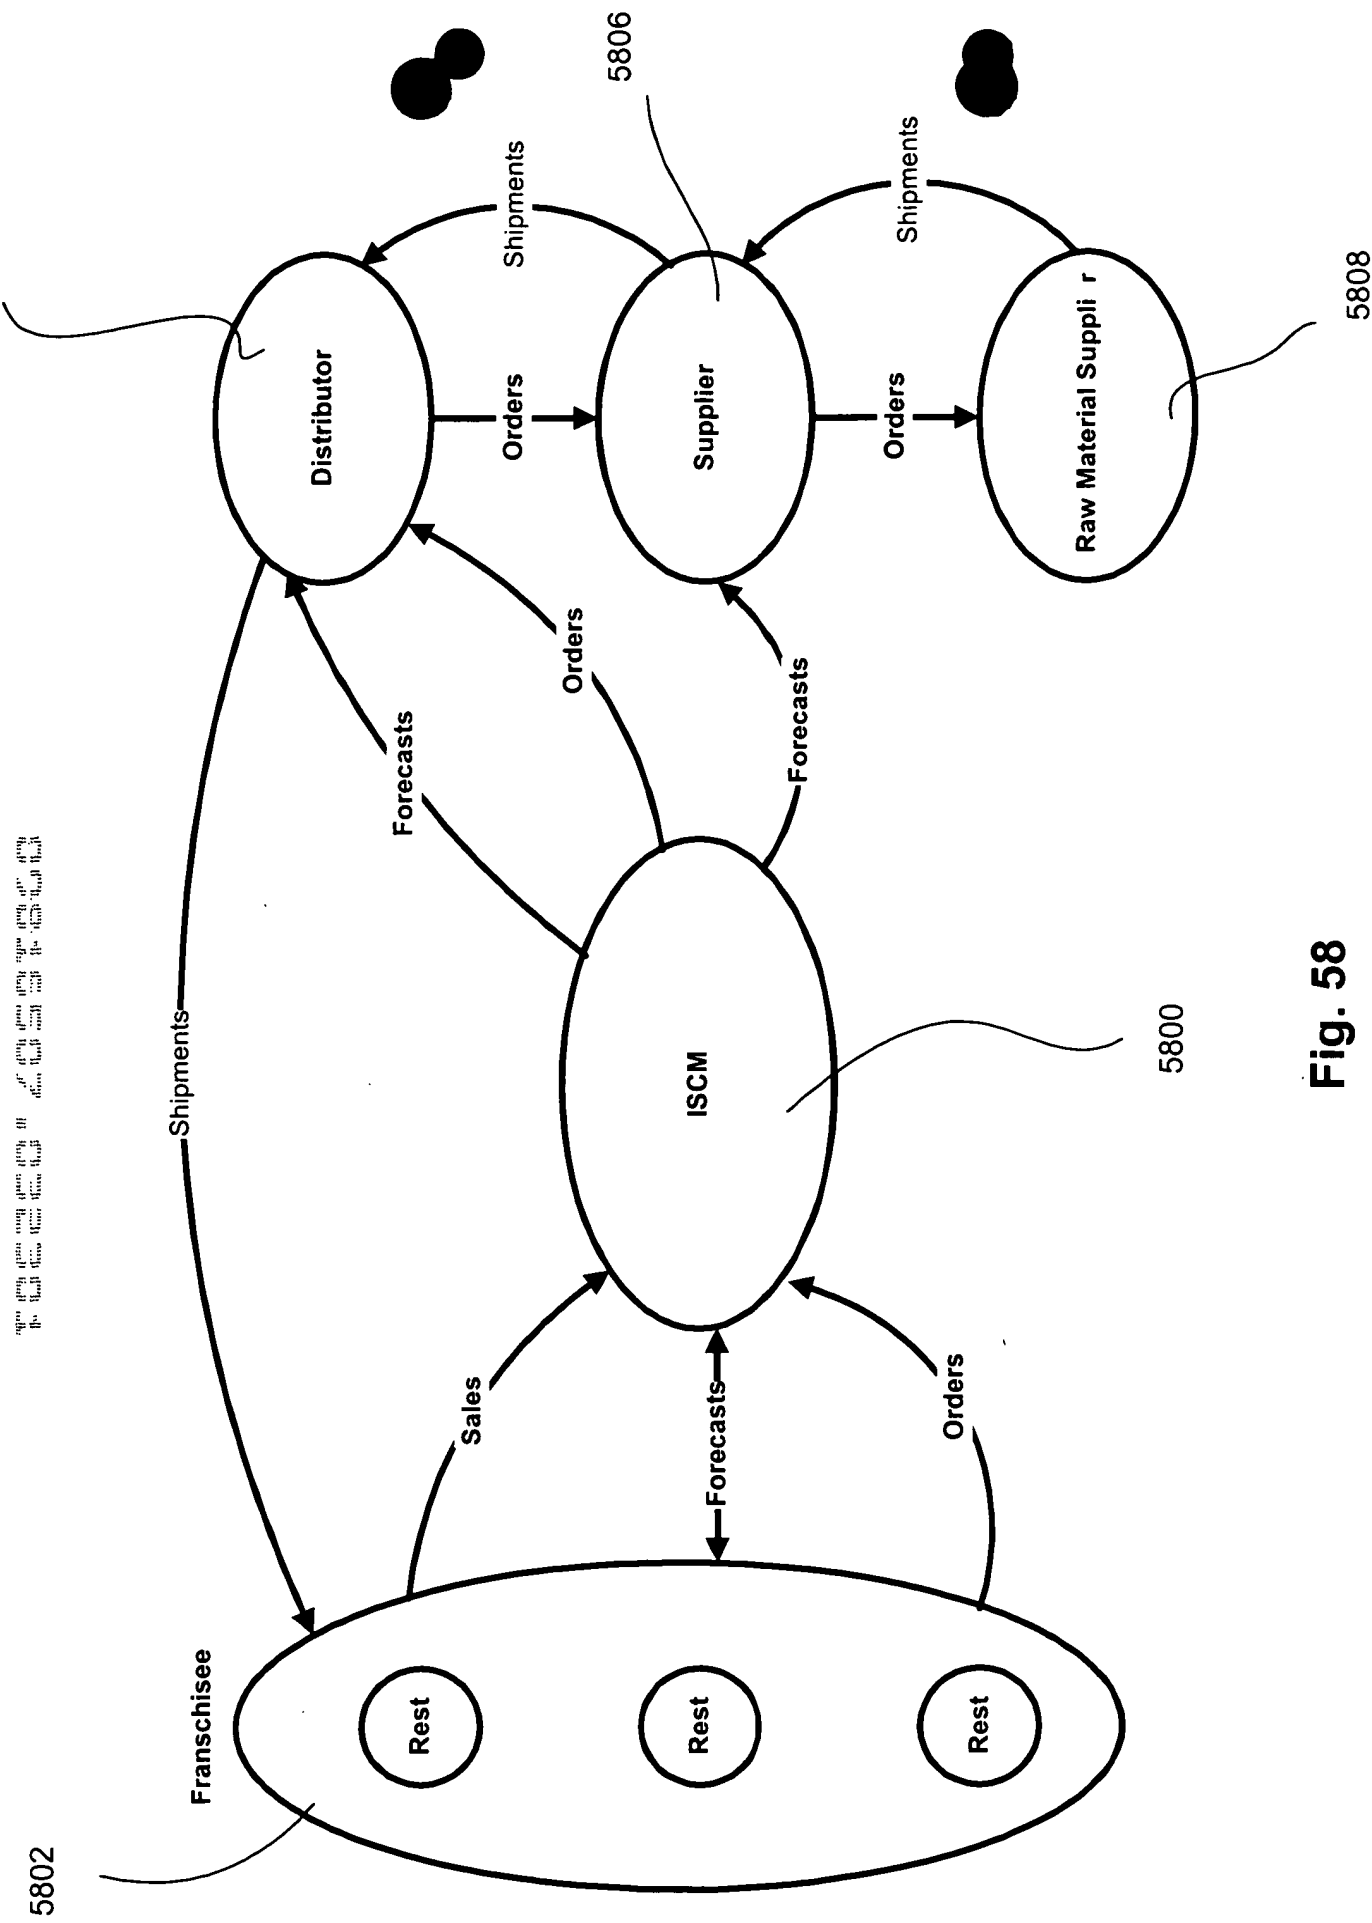 5802
Franschisee
Rest
Rest
Rest
Shipments
Sales
Forecasts
Orders
ISCM
5800
Forecasts
Orders
Forecasts
Distributor
Orders
Shipments
Supplier
5806
Orders
Shipments
Raw Material Suppli r
5808
Fig. 58